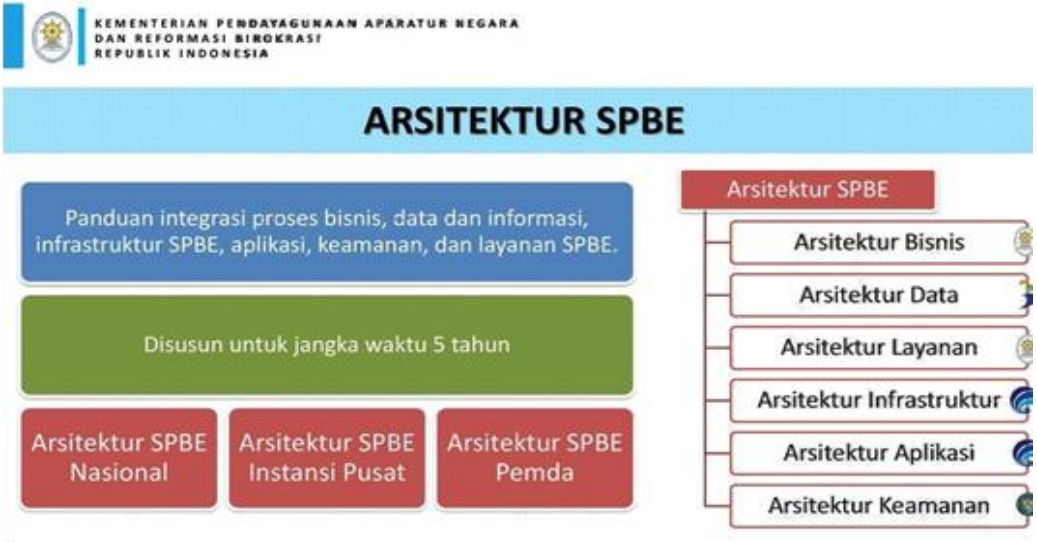 KEMENTERIAN PENDAYAGUNAAN APARATUR NEGARA
DAN REFORMASI BIROKRASI
REPUBLIK INDONESIA
ARSITEKTUR SPBE
Panduan integrasi proses bisnis, data dan informasi,
infrastruktur SPBE, aplikasi, keamanan, dan layanan SPBE.
Disusun untuk jangka waktu 5 tahun
Arsitektur SPBE
Nasional
Arsitektur SPBE
Instansi Pusat
Arsitektur SPBE
Pemda
Arsitektur SPBE
Arsitektur Bisnis
Arsitektur Data
Arsitektur Layanan
Arsitektur Infrastruktur
Arsitektur Aplikasi
Arsitektur Keamanan